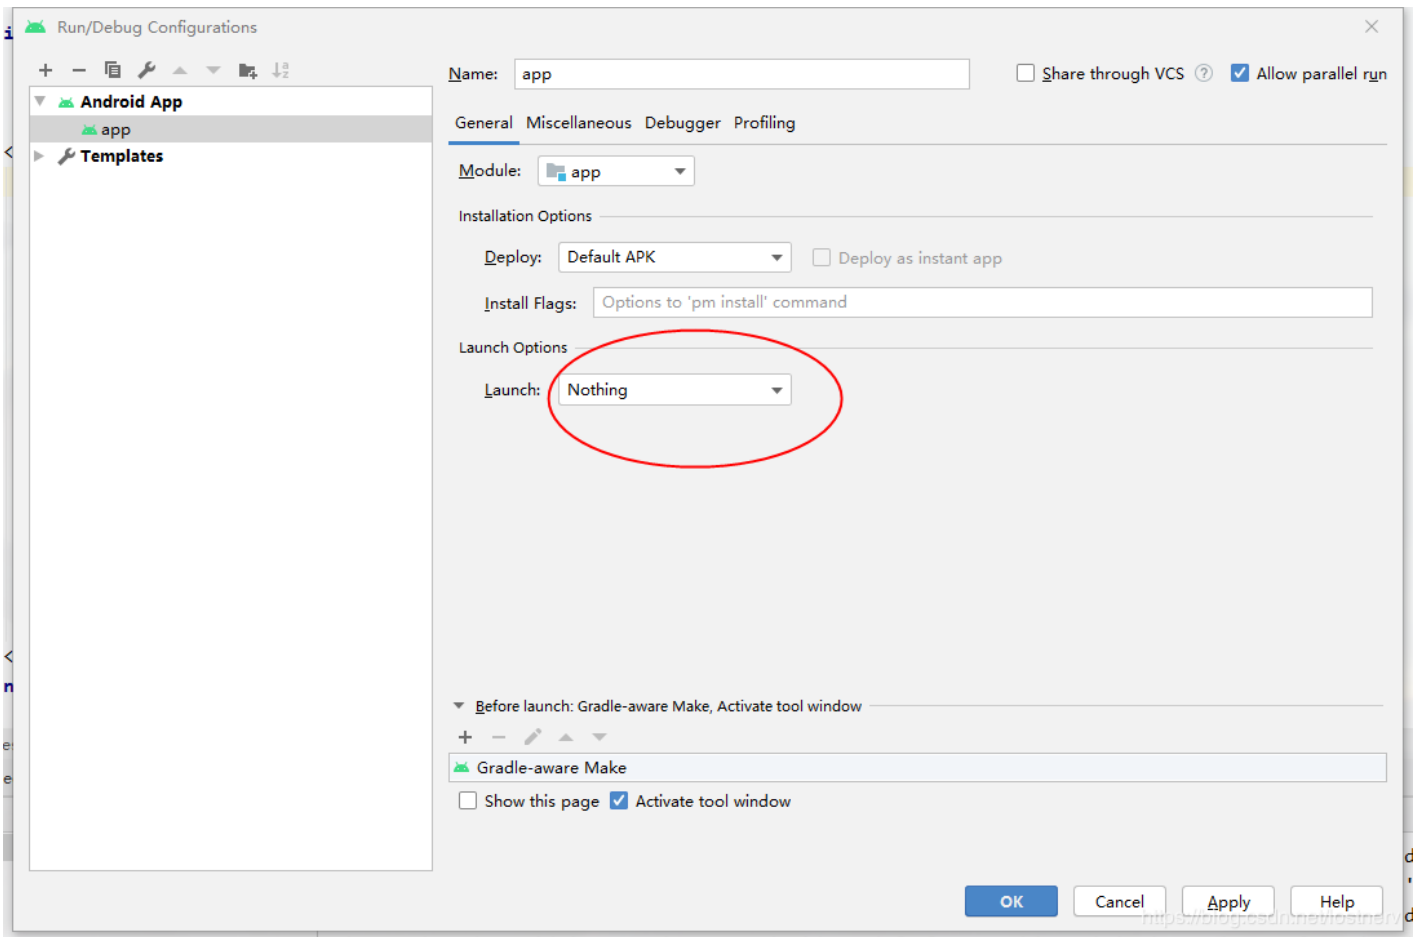 Run/Debug Configurations
Name: app
Share through VCS ? Allow parallel run
Android App
app
Templates
General Miscellaneous Debugger Profiling
Module: app
Installation Options
Deploy: Default APK Deploy as instant app
Install Flags: Options to 'pm install' command
Launch Options
Launch: Nothing
Before launch: Gradle-aware Make, Activate tool window
Gradle-aware Make
Show this page Activate tool window
OK Cancel Apply Help